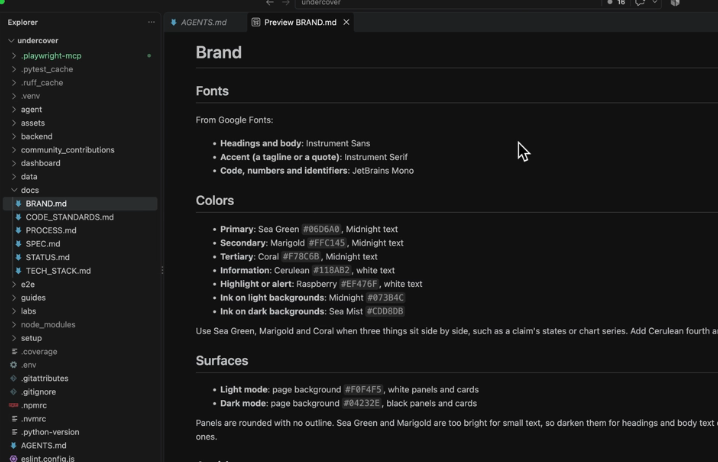 undercover
16
Explorer
AGENTS.md
Preview BRAND.md
undercover
.playwright-mcp
.pytest_cache
.ruff_cache
.venv
agent
assets
backend
community_contributions
dashboard
data
docs
BRAND.md
CODE_STANDARDS.md
PROCESS.md
SPEC.md
STATUS.md
TECH_STACK.md
e2e
guides
labs
node_modules
setup
.coverage
.env
.gitattributes
.gitignore
.npmrc
.nvmrc
.python-version
AGENTS.md
eslint.config.js
Brand
Fonts
From Google Fonts:
• Headings and body: Instrument Sans
• Accent (a tagline or a quote): Instrument Serif
• Code, numbers and identifiers: JetBrains Mono
Colors
• Primary: Sea Green #06D6A0, Midnight text
• Secondary: Marigold #FFC145, Midnight text
• Tertiary: Coral #F78C6B, Midnight text
• Information: Cerulean #118AB2, white text
• Highlight or alert: Raspberry #EF476F, white text
• Ink on light backgrounds: Midnight #073B4C
• Ink on dark backgrounds: Sea Mist #CDD8DB
Use Sea Green, Marigold and Coral when three things sit side by side, such as a claim's states or chart series. Add Cerulean fourth
Surfaces
• Light mode: page background #F0F4F5, white panels and cards
• Dark mode: page background #04232E, black panels and cards
Panels are rounded with no outline. Sea Green and Marigold are too bright for small text, so darken them for headings and body text
ones.